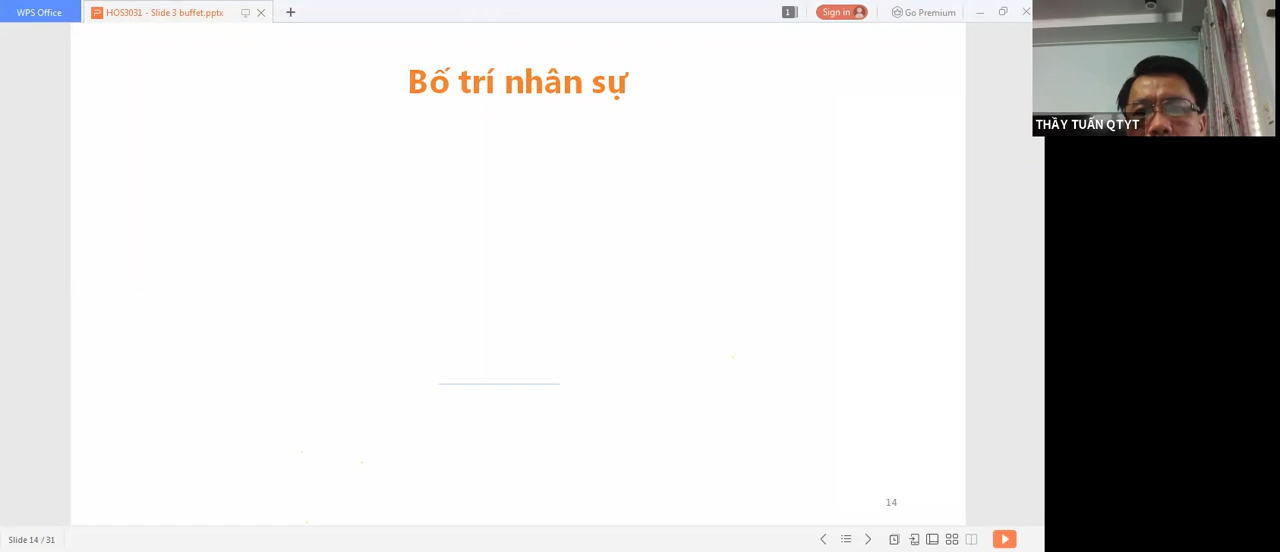 WPS Office
HOS3031 - Slide 3 buffet.pptx
1
Sign in
Go Premium
Bố trí nhân sự
THẦY TUẤN QTYT
14
Slide 14 / 31